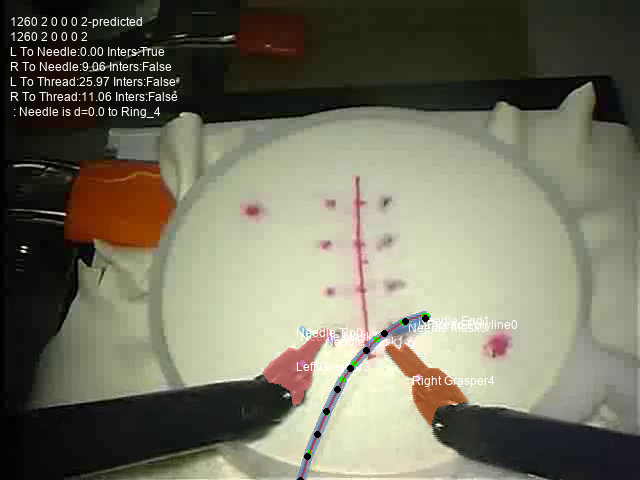 1260 2 0 0 0 2-predicted
1260 2 0 0 0 2
L To Needle:0.00 Inters:True
R To Needle:9.06 Inters:False
L To Thread:25.97 Inters:False
R To Thread:11.06 Inters:False
: Needle is d=0.0 to Ring_4
Needle End1
Needle Tip0
Right Grasper4